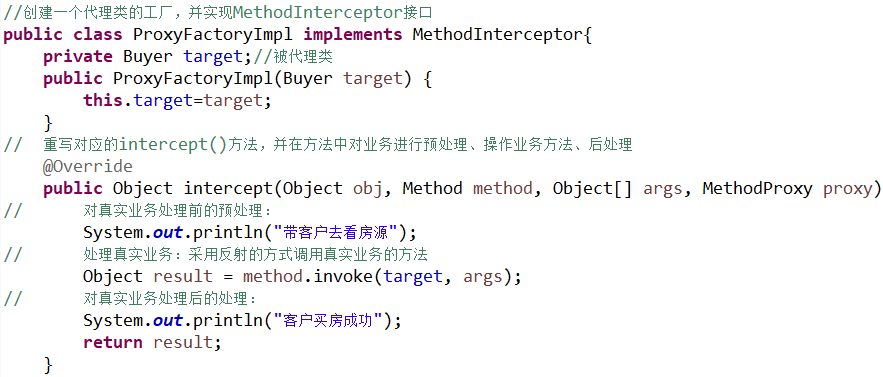 //创建一个代理类的工厂，并实现MethodInterceptor接口
public class ProxyFactoryImpl implements MethodInterceptor{
    private Buyer target;//被代理类
    public ProxyFactoryImpl(Buyer target) {
        this.target=target;
    }
//  重写对应的intercept()方法，并在方法中对业务进行预处理、操作业务方法、后处理
    @Override
    public Object intercept(Object obj, Method method, Object[] args, MethodProxy proxy)
//      对真实业务处理前的预处理：
        System.out.println("带客户去看房源");
//      处理真实业务：采用反射的方式调用真实业务的方法
        Object result = method.invoke(target, args);
//      对真实业务处理后的处理：
        System.out.println("客户买房成功");
        return result;
    }